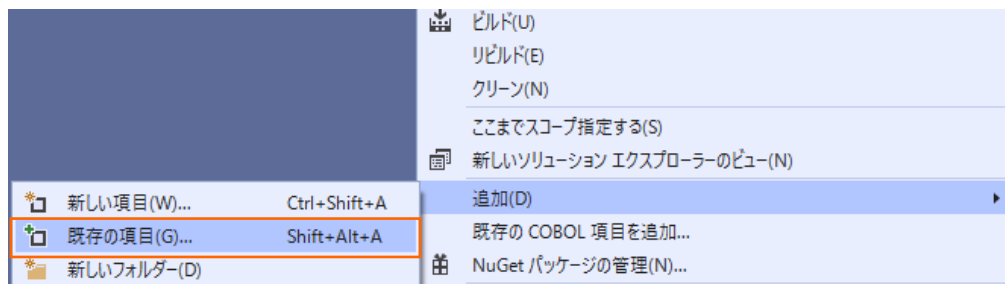 ビルド(U)
リビルド(E)
クリーン(N)
ここまでスコープ指定する(S)
新しいソリューション エクスプローラーのビュー(N)
追加(D)
新しい項目(W)... Ctrl+Shift+A
既存の項目(G)... Shift+Alt+A
新しいフォルダー(D)
既存の COBOL 項目を追加...
NuGet パッケージの管理(N)...